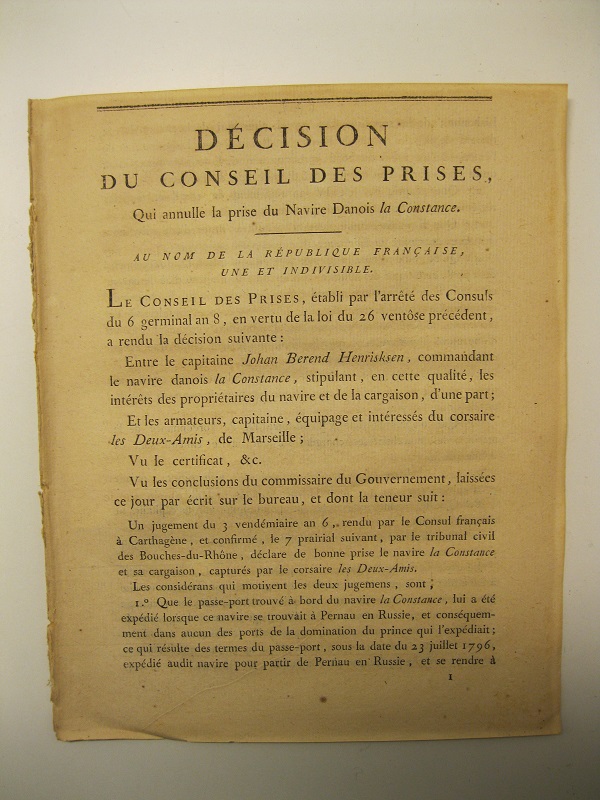 DÉCISION
DU CONSEIL DES PRISES,
Qui annulle la prise du Navire Danois la Constance.
AU NOM DE LA RÉPUBLIQUE FRANÇAISE,
UNE ET INDIVISIBLE.
LE CONSEIL DES PRISES, établi par l'arrêté des Consuls
du 6 germinal an 8, en vertu de la loi du 26 ventôse précédent,
a rendu la décision suivante :
Entre le capitaine Johan Berend Henrisksen, commandant
le navire danois la Constance, stipulant, en cette qualité, les
intérêts des propriétaires du navire et de la cargaison, d'une part;
Et les armateurs, capitaine, équipage et intéressés du corsaire
les Deux-Amis, de Marseille;
Vu le certificat, &c.
Vu les conclusions du commissaire du Gouvernement, laissées
ce jour par écrit sur le bureau, et dont la teneur suit :
Un jugement du 3 vendémiaire an 6, rendu par le Consul français
à Carthagène, et confirmé, le 7 prairial suivant, par le tribunal civil
des Bouches-du-Rhône, déclare de bonne prise le navire la Constance
et sa cargaison, capturés par le corsaire les Deux-Amis.
Les considérans qui motivent les deux jugemens, sont;
1.° Que le passe-port trouvé à bord du navire la Constance, lui a été
expédié lorsque ce navire se trouvait à Pernau en Russie, et conséquem-
ment dans aucun des ports de la domination du prince qui l'expédiait;
ce qui résulte des termes du passe-port, sous la date du 23 juillet 1796,
expédié audit navire pour partir de Pernau en Russie, et se rendre à
1